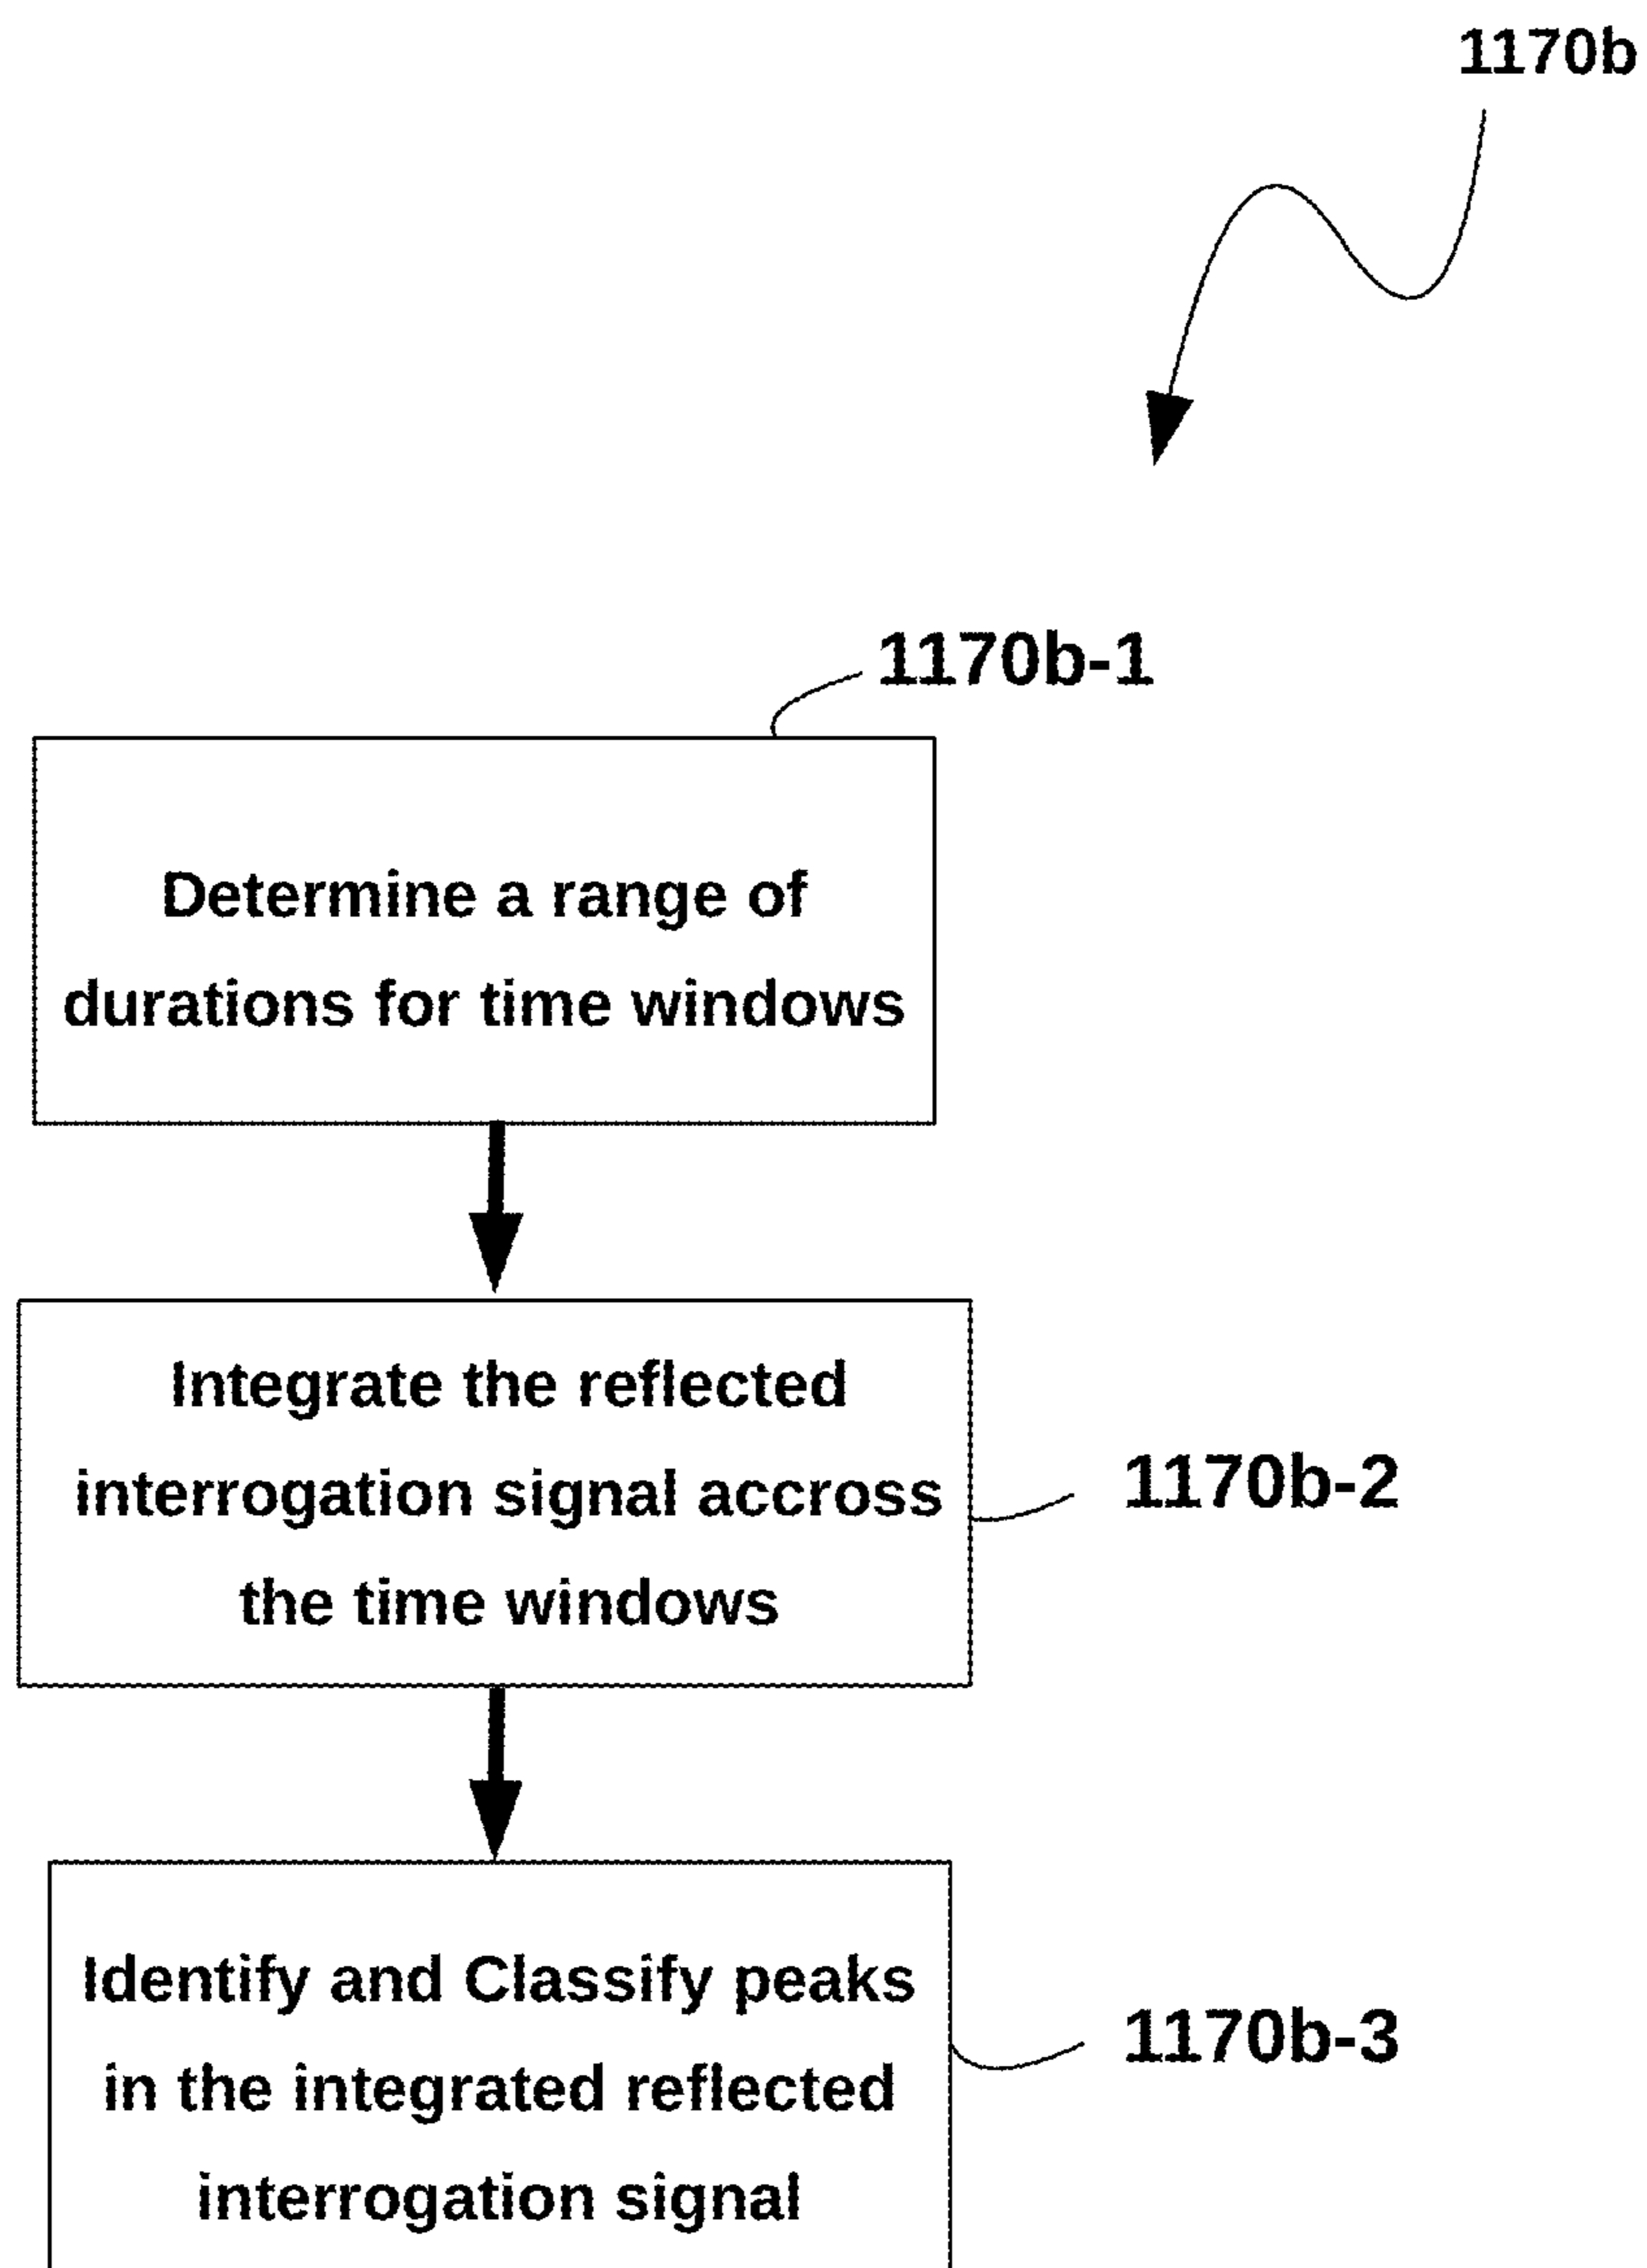 1170b
1170b-1
Determine a range of
durations for time windows
Integrate the reflected
interrogation signal accross
the time windows
1170b-2
Identify and Classify peaks
in the integrated reflected
interrogation signal
1170b-3